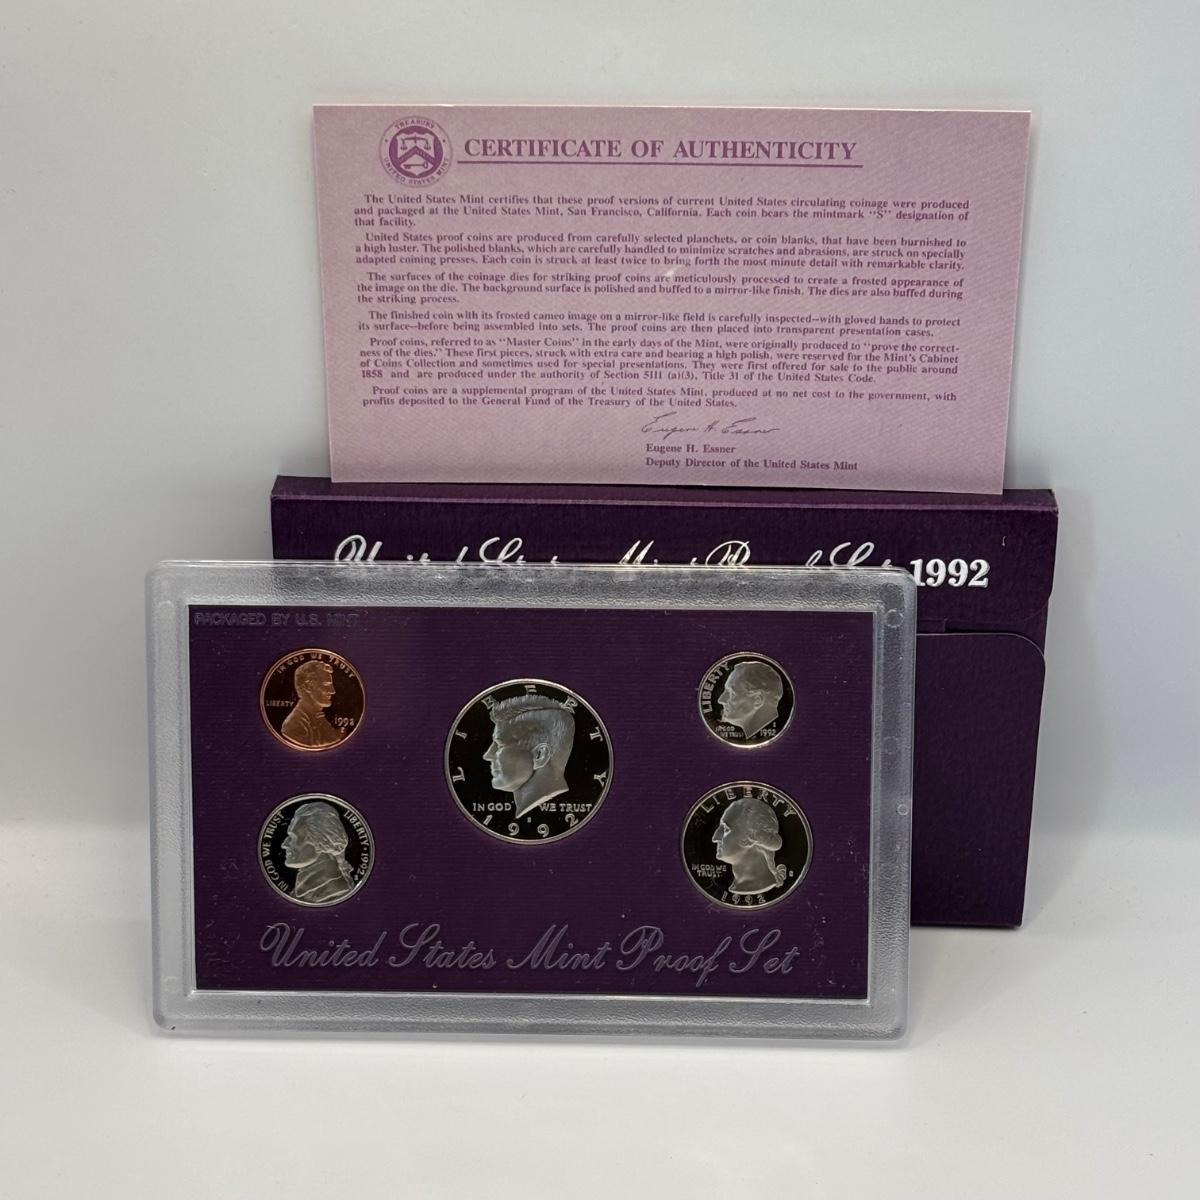 TREASURY
UNITED STATES MINT
CERTIFICATE OF AUTHENTICITY
The United States Mint certifies that these proof versions of current United States circulating coinage were produced
and packaged at the United States Mint, San Francisco, California. Each coin bears the mintmark "S" designation of
that facility.
United States proof coins are produced from carefully selected planchets, or coin blanks, that have been burnished to
a high luster. The polished blanks, which are carefully handled to minimize scratches and abrasions, are struck on specially
adapted coining presses. Each coin is struck at least twice to bring forth the most minute detail with remarkable clarity.
The surfaces of the coinage dies for striking proof coins are meticulously processed to create a frosted appearance of
the image on the die. The background surface is polished and buffed to a mirror-like finish. The dies are also buffed during
the striking process.
The finished coin with its frosted cameo image on a mirror-like field is carefully inspected--with gloved hands to protect
its surface--before being assembled into sets. The proof coins are then placed into transparent presentation cases.
Proof coins, referred to as "Master Coins" in the early days of the Mint, were originally produced to "prove the correct-
ness of the dies." These first pieces, struck with extra care and bearing a high polish, were reserved for the Mint's Cabinet
of Coins Collection and sometimes used for special presentations. They were first offered for sale to the public around
1858 and are produced under the authority of Section 5111 (a)(3), Title 31 of the United States Code.
Proof coins are a supplemental program of the United States Mint, produced at no net cost to the government, with
profits deposited to the General Fund of the Treasury of the United States.
Eugene H. Essner
Eugene H. Essner
Deputy Director of the United States Mint
United States Mint Proof Set 1992
PACKAGED BY U.S. MINT
IN GOD WE TRUST
LIBERTY
1992
S
LIBERTY
IN GOD WE TRUST
S
1992
LIBERTY
IN GOD
WE TRUST
S
1992
IN GOD WE TRUST
LIBERTY · 1992
S
LIBERTY
IN GOD WE
TRUST
S
1992
United States Mint Proof Set